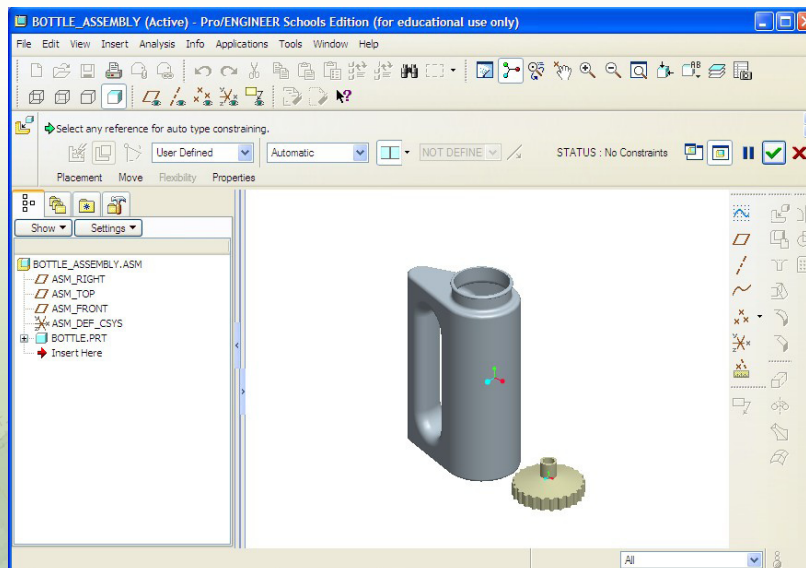 BOTTLE_ASSEMBLY (Active) - Pro/ENGINEER Schools Edition (for educational use only)
File Edit View Insert Analysis Info Applications Tools Window Help
Select any reference for auto type constraining.
User Defined Automatic NOT DEFINE STATUS : No Constraints
Placement Move Flexibility Properties
Show Settings
BOTTLE_ASSEMBLY.ASM
ASM_RIGHT
ASM_TOP
ASM_FRONT
ASM_DEF_CSYS
BOTTLE.PRT
Insert Here
All